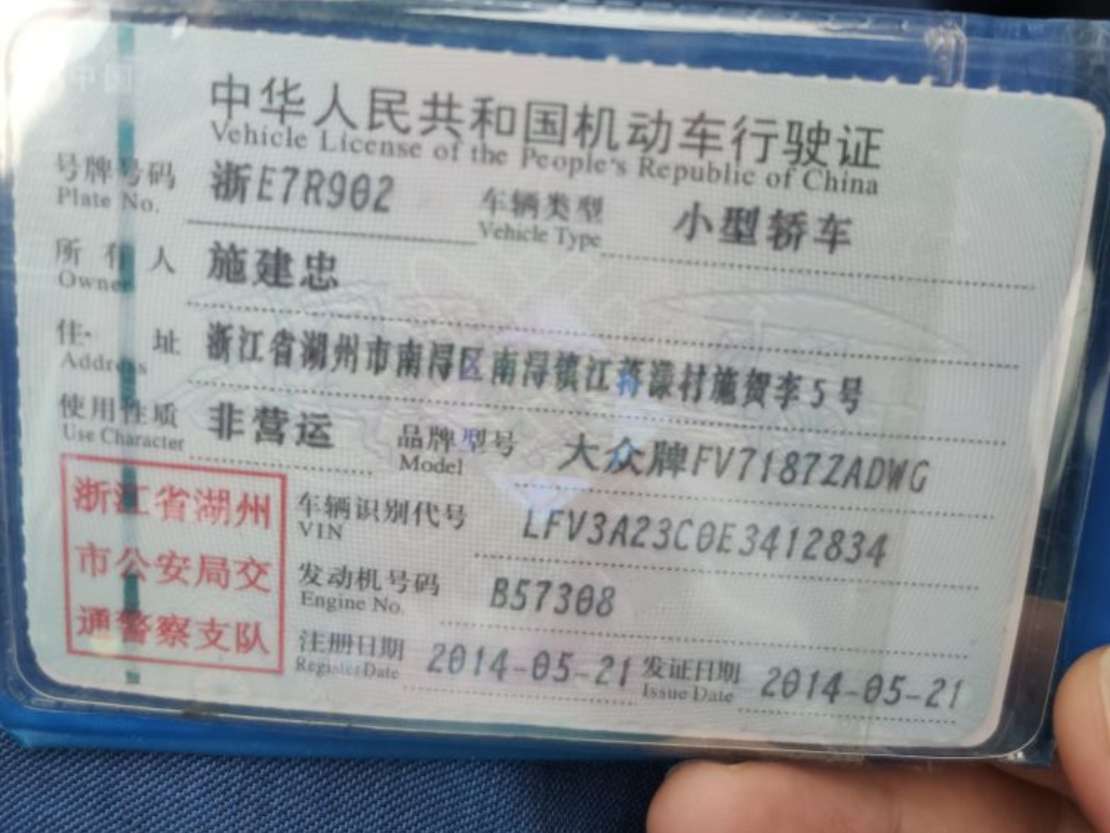 中国
中华人民共和国机动车行驶证
Vehicle License of the People's Republic of China
号牌号码 浙E7R902 车辆类型 小型轿车
Plate No. Vehicle Type
所有人 施建忠
Owner
住址 浙江省湖州市南浔区南浔镇江蒋漾村施贺李5号
Address
使用性质 非营运 品牌型号 大众牌FV7187ZADWG
Use Character Model
浙江省湖州
市公安局交
通警察支队
车辆识别代号 LFV3A23C0E3412834
VIN
发动机号码 B57308
Engine No.
注册日期 2014-05-21 发证日期 2014-05-21
Register Date Issue Date